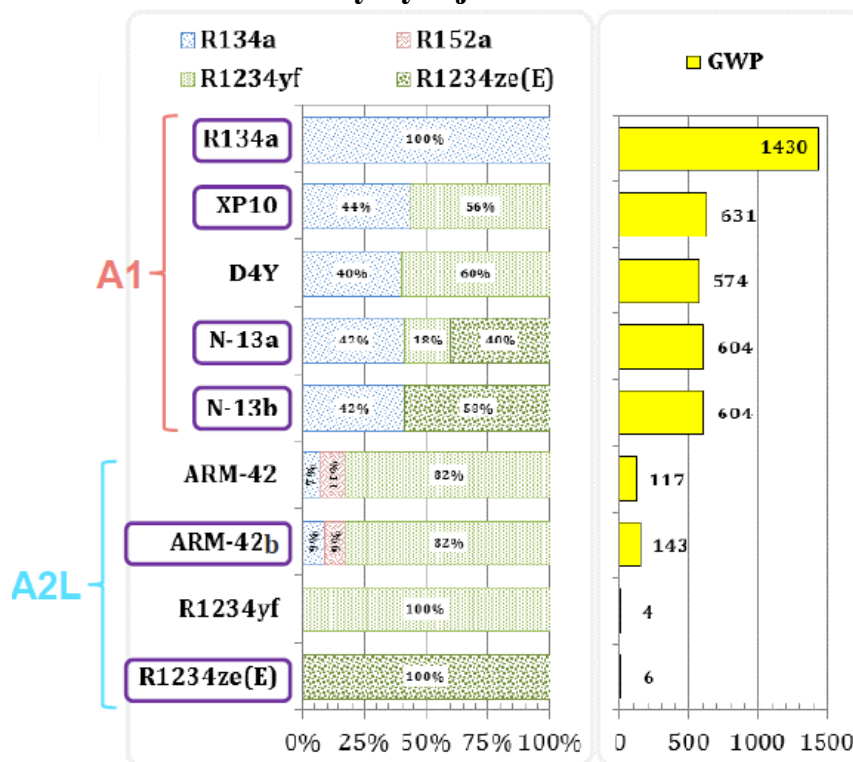 R134a R152a
R1234yf R1234ze(E)
GWP
R134a 100% 1430
XP10 44% 56% 631
D4Y 40% 60% 574
N-13a 42% 18% 40% 604
N-13b 42% 58% 604
ARM-42 7% 11% 82% 117
ARM-42b 9% 9% 82% 143
R1234yf 100% 4
R1234ze(E) 100% 6
A1
A2L
0% 25% 50% 75% 100% 0 500 1000 1500